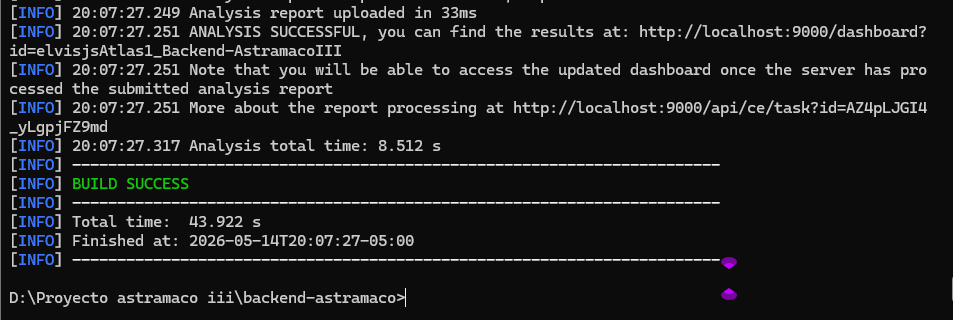 [INFO] 20:07:27.249 Analysis report uploaded in 33ms
[INFO] 20:07:27.251 ANALYSIS SUCCESSFUL, you can find the results at: http://localhost:9000/dashboard?
id=elvisjsAtlas1_Backend-AstramacoIII
[INFO] 20:07:27.251 Note that you will be able to access the updated dashboard once the server has pro
cessed the submitted analysis report
[INFO] 20:07:27.251 More about the report processing at http://localhost:9000/api/ce/task?id=AZ4pLJGI4
_yLgpjFZ9md
[INFO] 20:07:27.317 Analysis total time: 8.512 s
[INFO] ------------------------------------------------------------------------
[INFO] BUILD SUCCESS
[INFO] ------------------------------------------------------------------------
[INFO] Total time:  43.922 s
[INFO] Finished at: 2026-05-14T20:07:27-05:00
[INFO] ------------------------------------------------------------------------
D:\Proyecto astramaco iii\backend-astramaco>